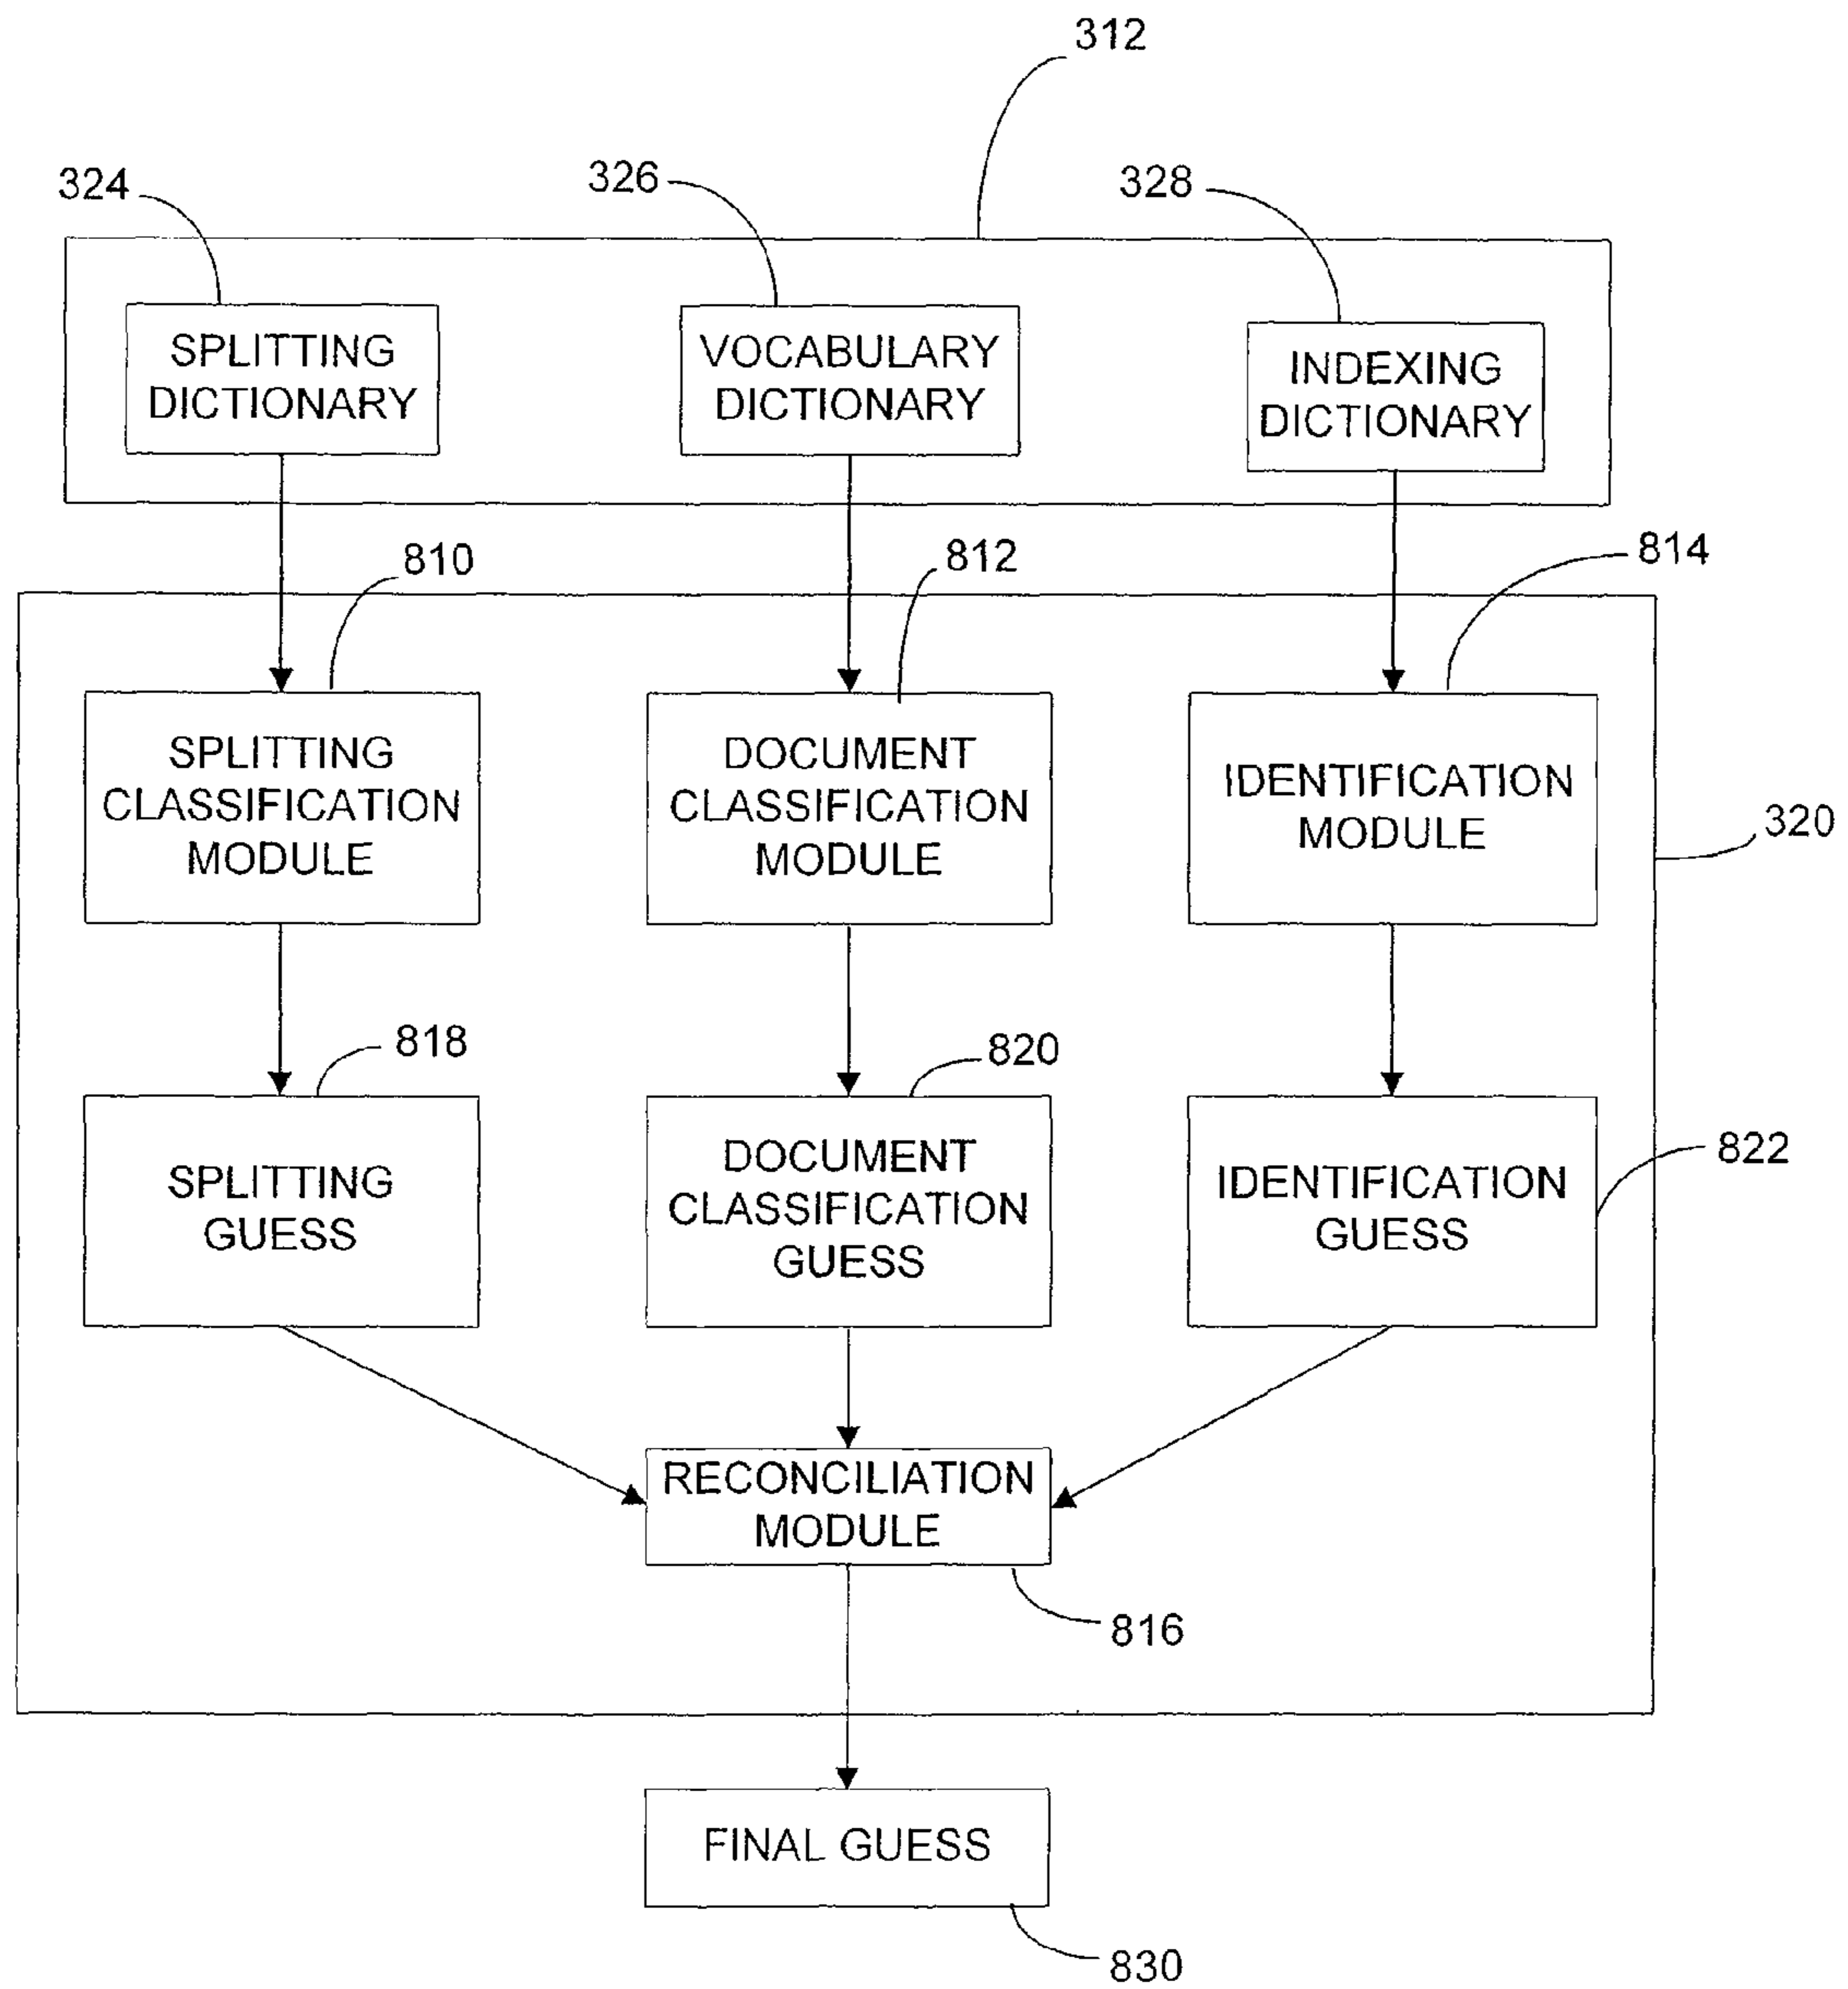 312
324
326
328
SPLITTING
DICTIONARY
VOCABULARY
DICTIONARY
INDEXING
DICTIONARY
810
812
814
SPLITTING
CLASSIFICATION
MODULE
DOCUMENT
CLASSIFICATION
MODULE
IDENTIFICATION
MODULE
320
818
820
822
SPLITTING
GUESS
DOCUMENT
CLASSIFICATION
GUESS
IDENTIFICATION
GUESS
RECONCILIATION
MODULE
816
FINAL GUESS
830